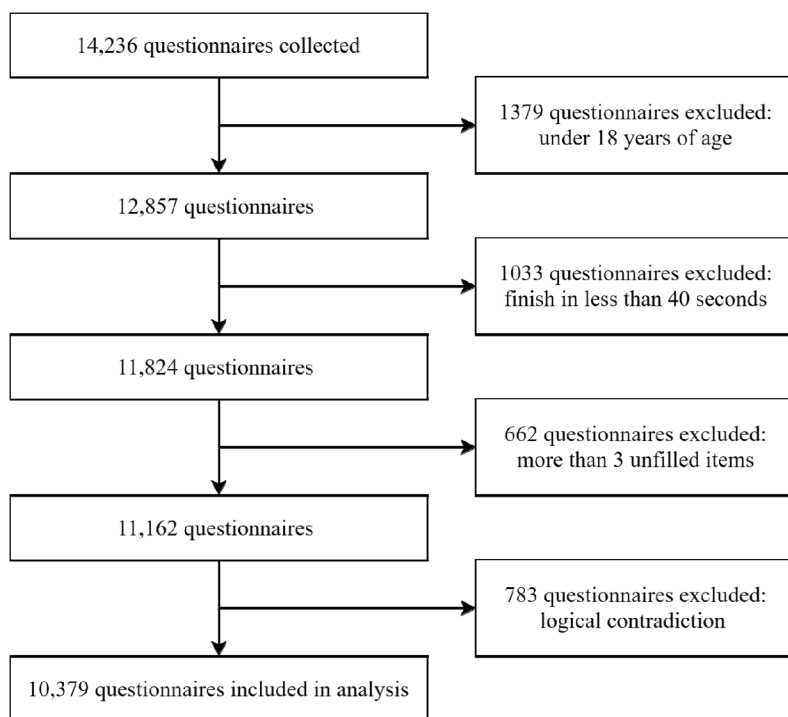 14,236 questionnaires collected
1379 questionnaires excluded:
under 18 years of age
12,857 questionnaires
1033 questionnaires excluded:
finish in less than 40 seconds
11,824 questionnaires
662 questionnaires excluded:
more than 3 unfilled items
11,162 questionnaires
783 questionnaires excluded:
logical contradiction
10,379 questionnaires included in analysis